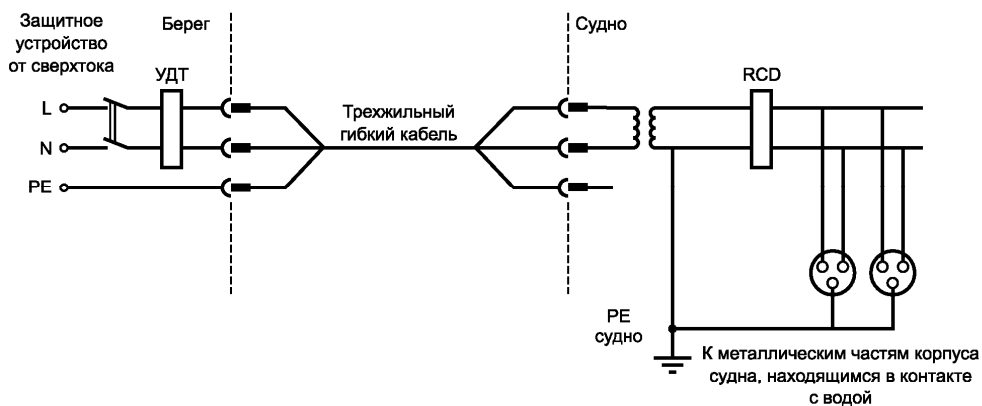 Защитное
устройство
от сверхтока
Берег
Судно
УДТ
RCD
L
N
PE
Трехжильный
гибкий кабель
PE
судно
К металлическим частям корпуса
судна, находящимся в контакте
с водой